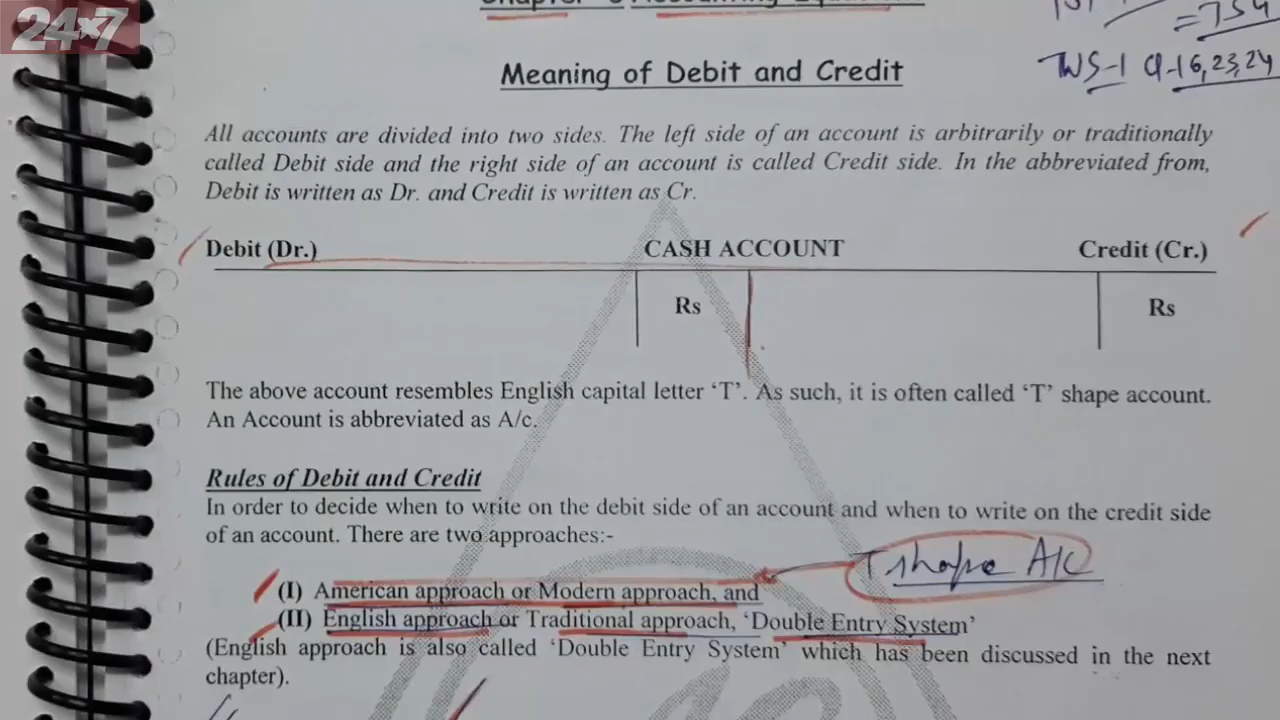 24x7
= 754
TWS-1 Q-16,23,24
Meaning of Debit and Credit
All accounts are divided into two sides. The left side of an account is arbitrarily or traditionally
called Debit side and the right side of an account is called Credit side. In the abbreviated from,
Debit is written as Dr. and Credit is written as Cr.
Debit (Dr.) CASH ACCOUNT Credit (Cr.)
Rs Rs
The above account resembles English capital letter ‘T’. As such, it is often called ‘T’ shape account.
An Account is abbreviated as A/c.
Rules of Debit and Credit
In order to decide when to write on the debit side of an account and when to write on the credit side
of an account. There are two approaches:-
T shape A/C
(I) American approach or Modern approach, and
(II) English approach or Traditional approach, ‘Double Entry System’
(English approach is also called ‘Double Entry System’ which has been discussed in the next
chapter).